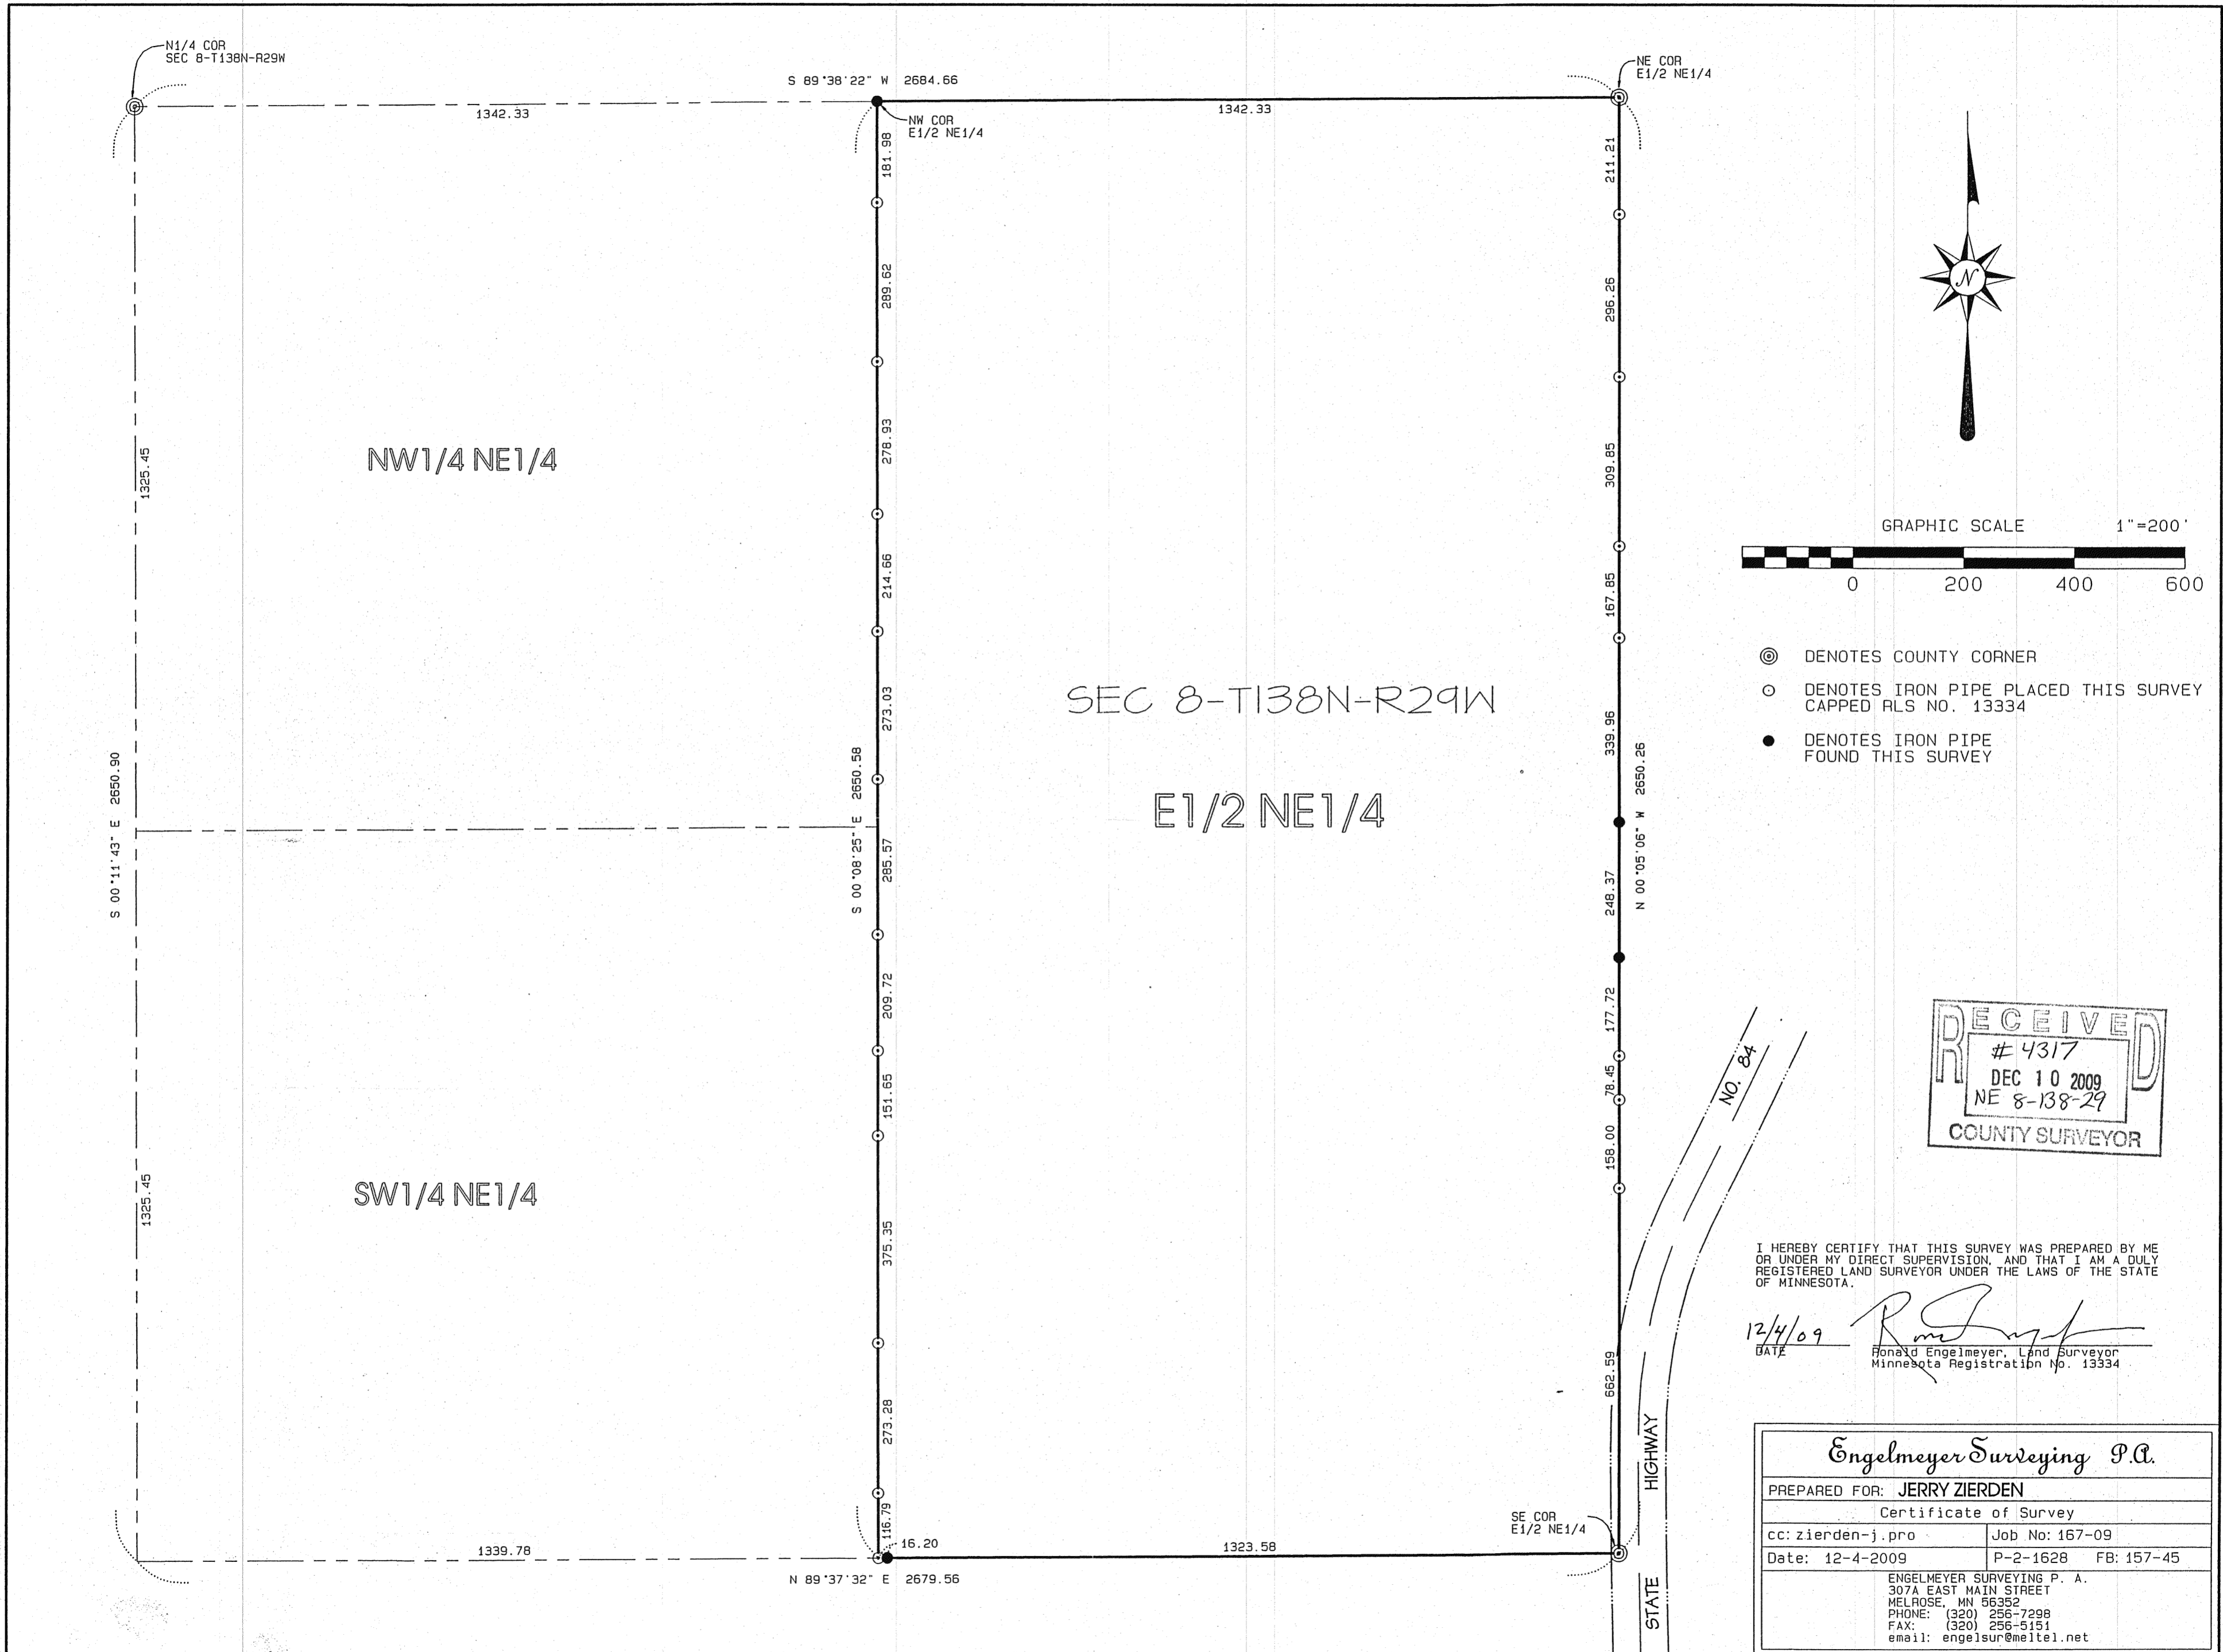 N1/4 COR
SEC 8-T138N-R29W
S 89°38'22" W 2684.66
NE COR
E1/2 NE1/4
1342.33
1342.33
NW COR
E1/2 NE1/4
181.98
289.62
278.93
214.66
273.03
285.57
209.72
151.65
375.35
273.28
116.79
211.21
296.26
309.85
167.85
339.96
248.37
177.72
78.45
158.00
662.59
1325.45
1325.45
S 00°11'43" E 2650.90
S 00°08'25" E 2650.58
N 00°05'06" W 2650.26
NW1/4 NE1/4
SEC 8-T138N-R29W
E1/2 NE1/4
SW1/4 NE1/4
1339.78
16.20
1323.58
N 89°37'32" E 2679.56
SE COR
E1/2 NE1/4
NO. 84
HIGHWAY
STATE
N
GRAPHIC SCALE 1"=200'
0 200 400 600
DENOTES COUNTY CORNER
DENOTES IRON PIPE PLACED THIS SURVEY
CAPPED RLS NO. 13334
DENOTES IRON PIPE
FOUND THIS SURVEY
RECEIVED
# 4317
DEC 10 2009
NE 8-138-29
COUNTY SURVEYOR
I HEREBY CERTIFY THAT THIS SURVEY WAS PREPARED BY ME
OR UNDER MY DIRECT SUPERVISION, AND THAT I AM A DULY
REGISTERED LAND SURVEYOR UNDER THE LAWS OF THE STATE
OF MINNESOTA.
12/4/09
DATE
Ronald Engelmeyer, Land Surveyor
Minnesota Registration No. 13334
Engelmeyer Surveying P.A.
PREPARED FOR: JERRY ZIERDEN
Certificate of Survey
cc: zierden-j.pro Job No: 167-09
Date: 12-4-2009 P-2-1628 FB: 157-45
ENGELMEYER SURVEYING P. A.
307A EAST MAIN STREET
MELROSE, MN 56352
PHONE: (320) 256-7298
FAX: (320) 256-5151
email: engelsur@meltel.net